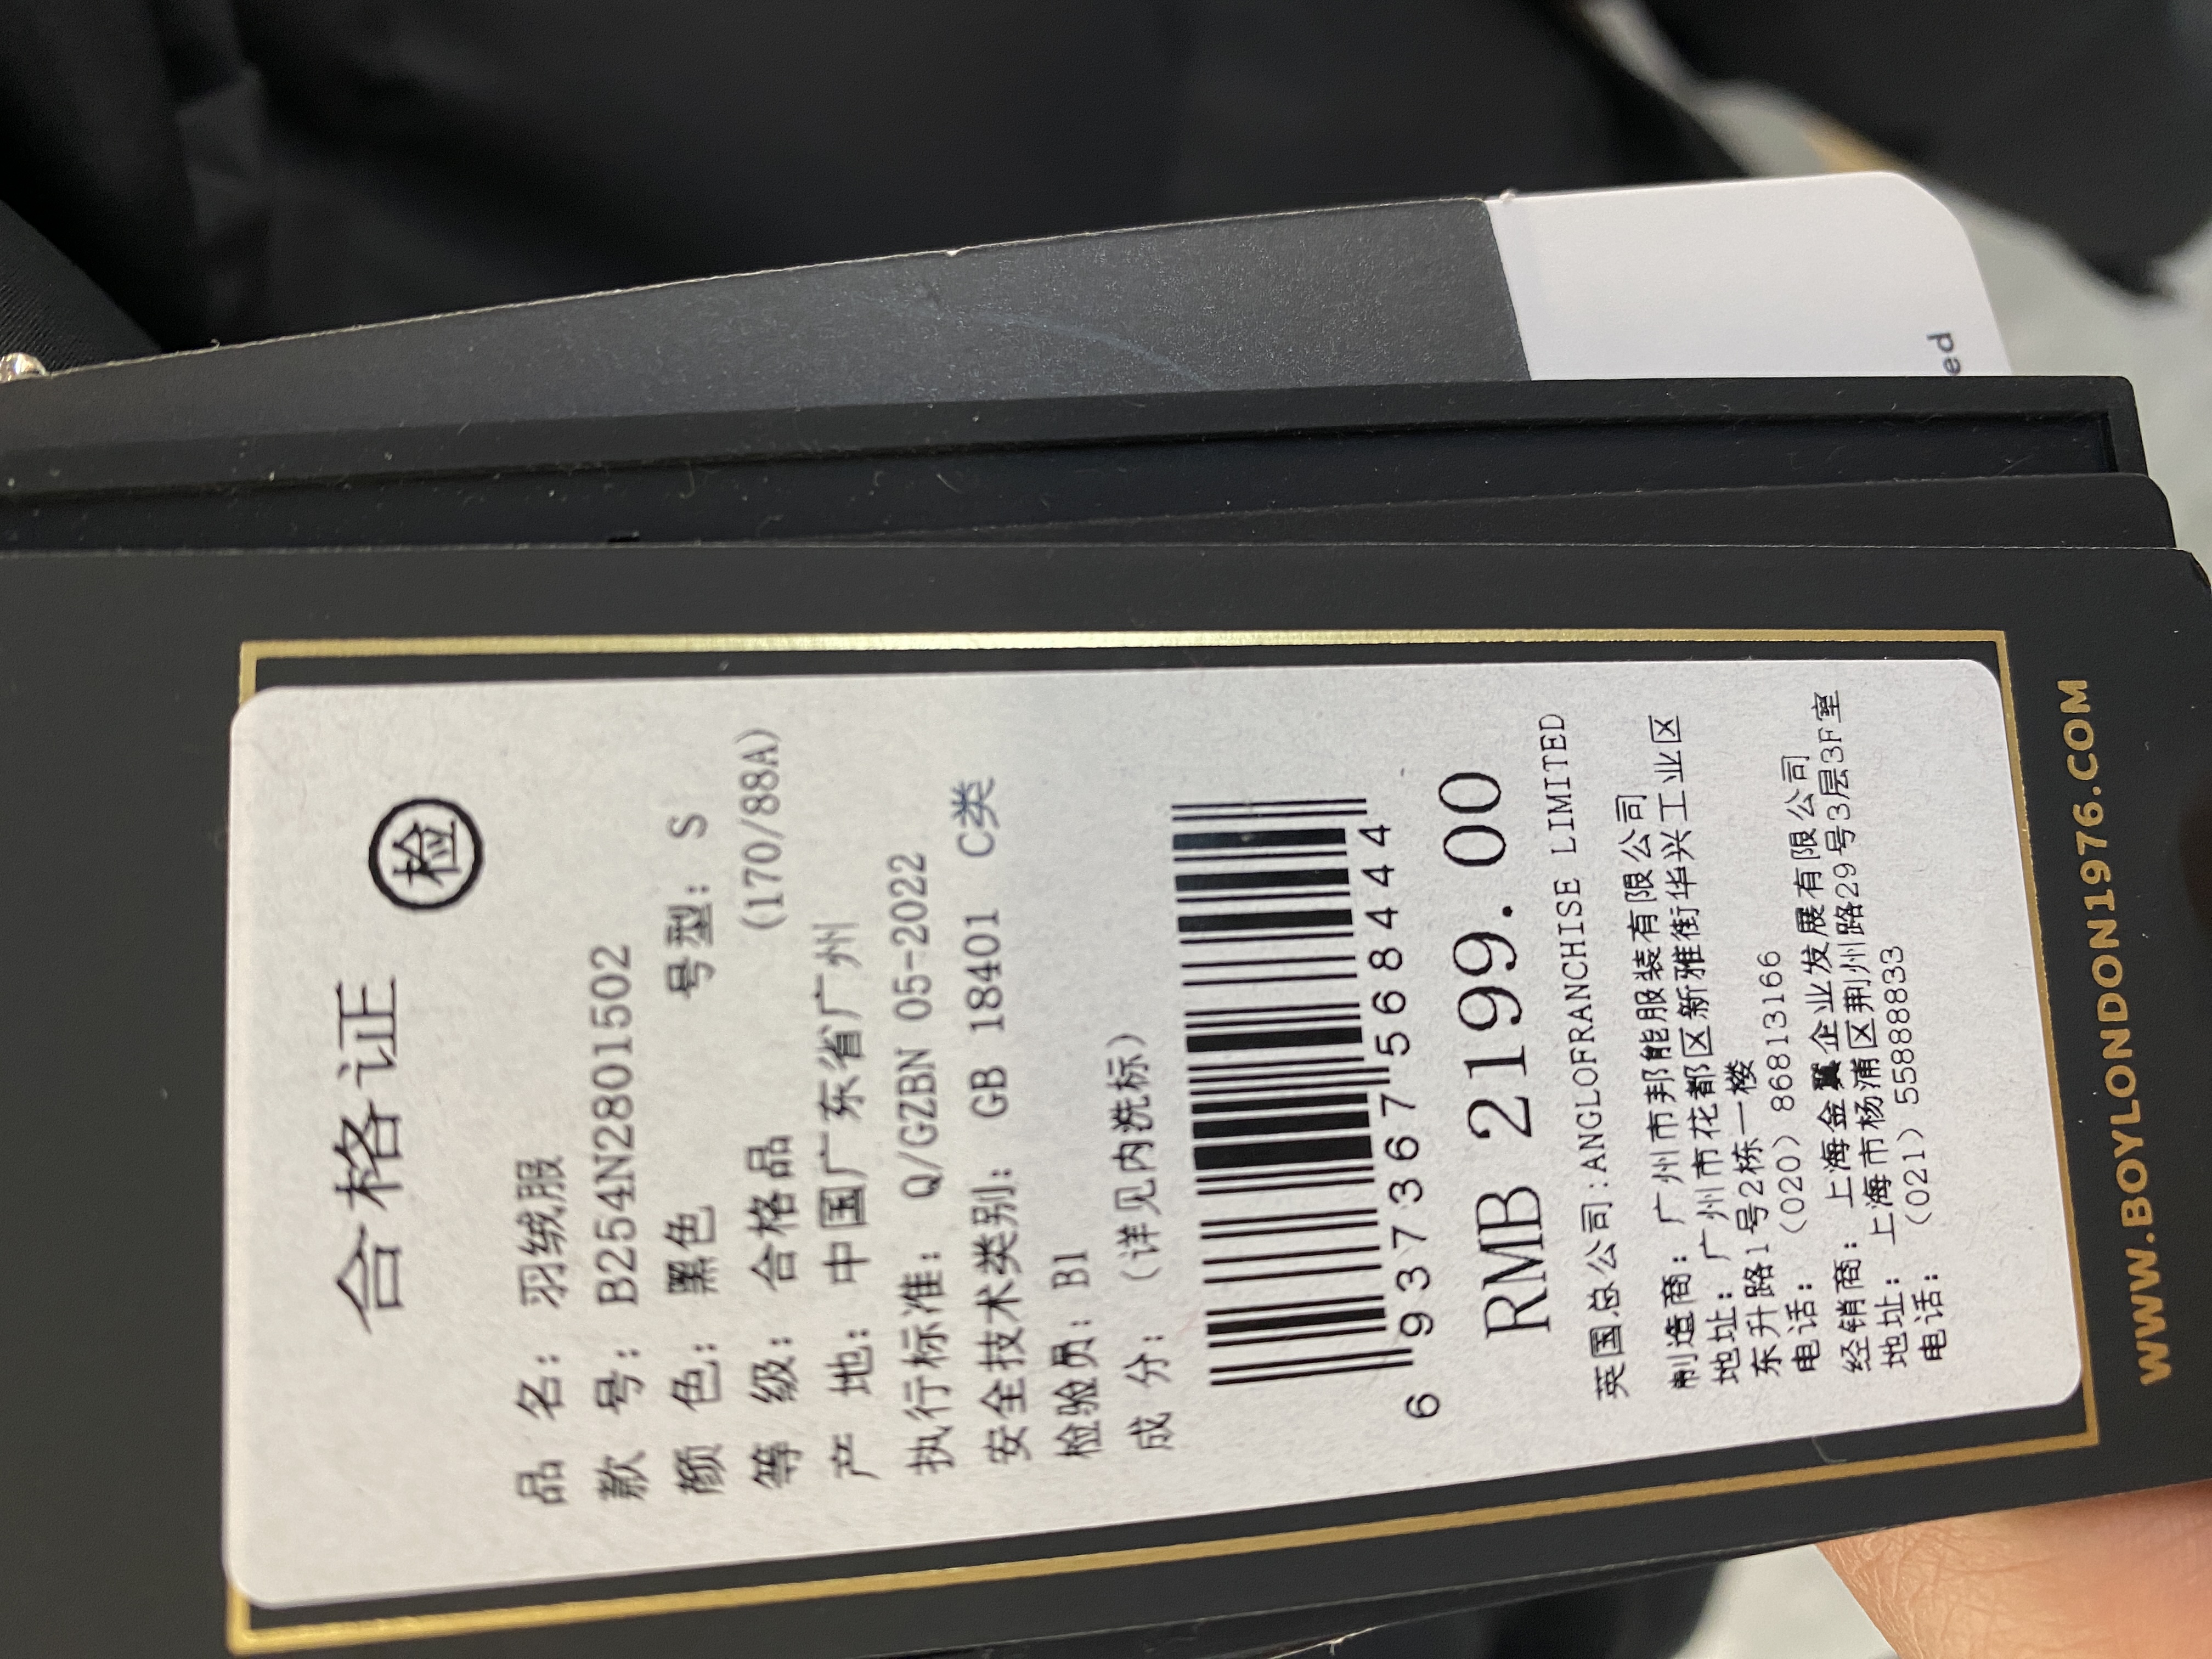 合格证 检
品 名： 羽绒服
款 号： B254N2801502
颜 色： 黑色 号型： S
等 级： 合格品 (170/88A)
产 地： 中国广东省广州
执行标准： Q/GZBN 05-2022
安全技术类别： GB 18401 C类
检验员： B1
成 分： (详见内洗标)
6 937367 568444
RMB 2199.00
英国总公司:ANGLOFRANCHISE LIMITED
制造商： 广州市邦能服装有限公司
地址： 广州市花都区新雅街华兴工业区
东升路1号2栋一楼
电话： (020) 86813166
经销商： 上海金翼企业发展有限公司
地址： 上海市杨浦区荆州路29号3层3F室
电话： (021) 55888833
WWW.BOYLONDON1976.COM
ed